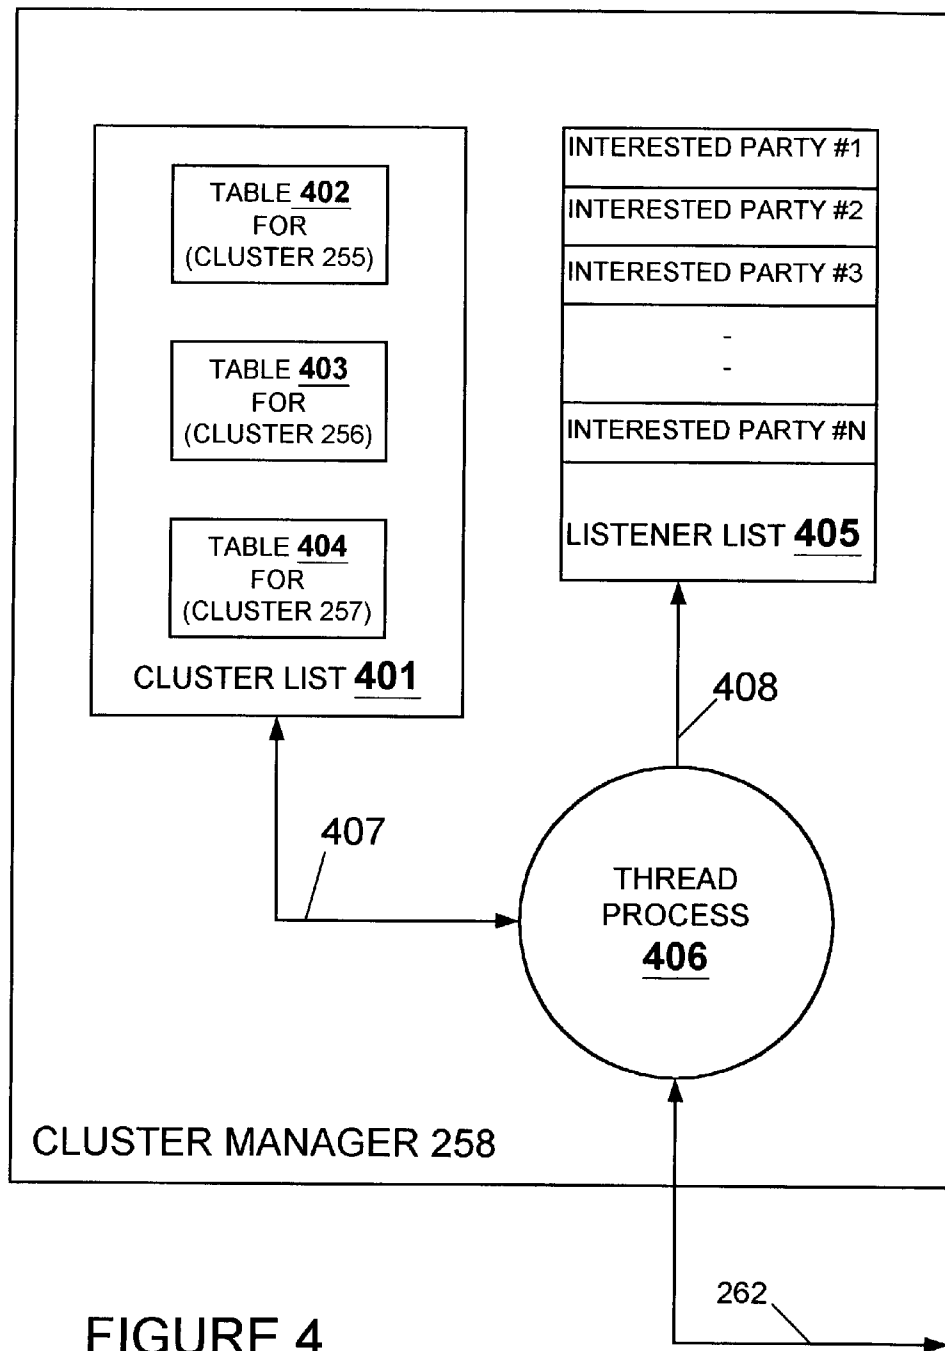 TABLE 402
FOR
(CLUSTER 255)
TABLE 403
FOR
(CLUSTER 256)
TABLE 404
FOR
(CLUSTER 257)
CLUSTER LIST 401
INTERESTED PARTY #1
INTERESTED PARTY #2
INTERESTED PARTY #3
-
-
INTERESTED PARTY #N
LISTENER LIST 405
408
407
THREAD
PROCESS
406
CLUSTER MANAGER 258
262
FIGURE 4